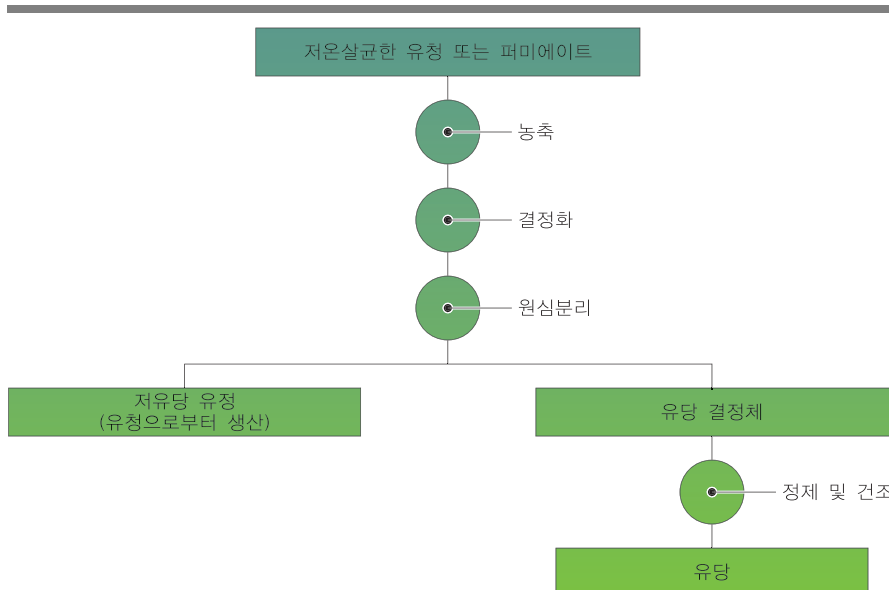 저온살균한 유청 또는 퍼미에이트
농축
결정화
원심분리
저유당 유정
(유청으로부터 생산)
유당 결정체
정제 및 건조
유당